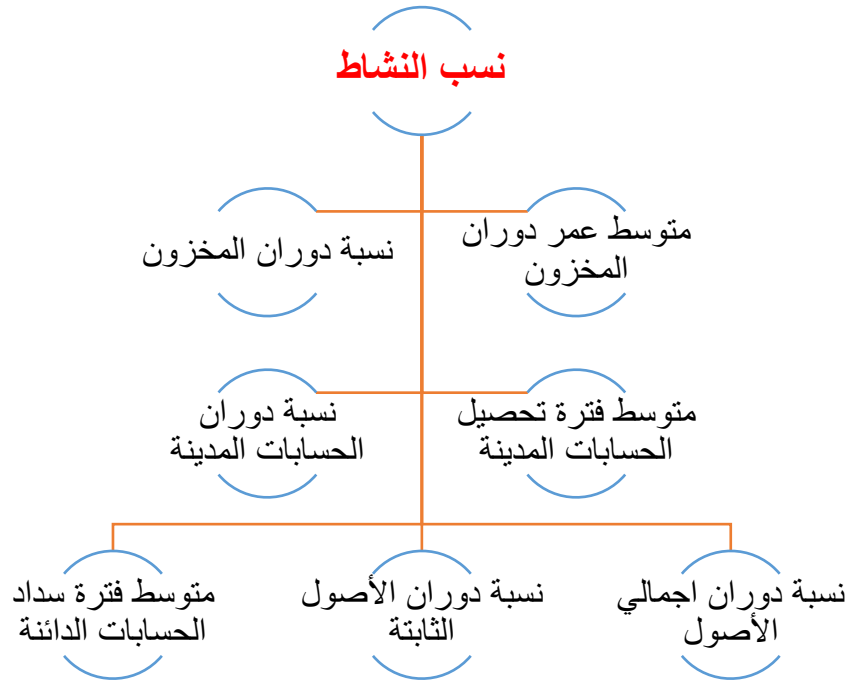 نسب النشاط
متوسط عمر دوران
المخزون
نسبة دوران المخزون
متوسط فترة تحصيل
الحسابات المدينة
نسبة دوران
الحسابات المدينة
نسبة دوران اجمالي
الأصول
نسبة دوران الأصول
الثابتة
متوسط فترة سداد
الحسابات الدائنة